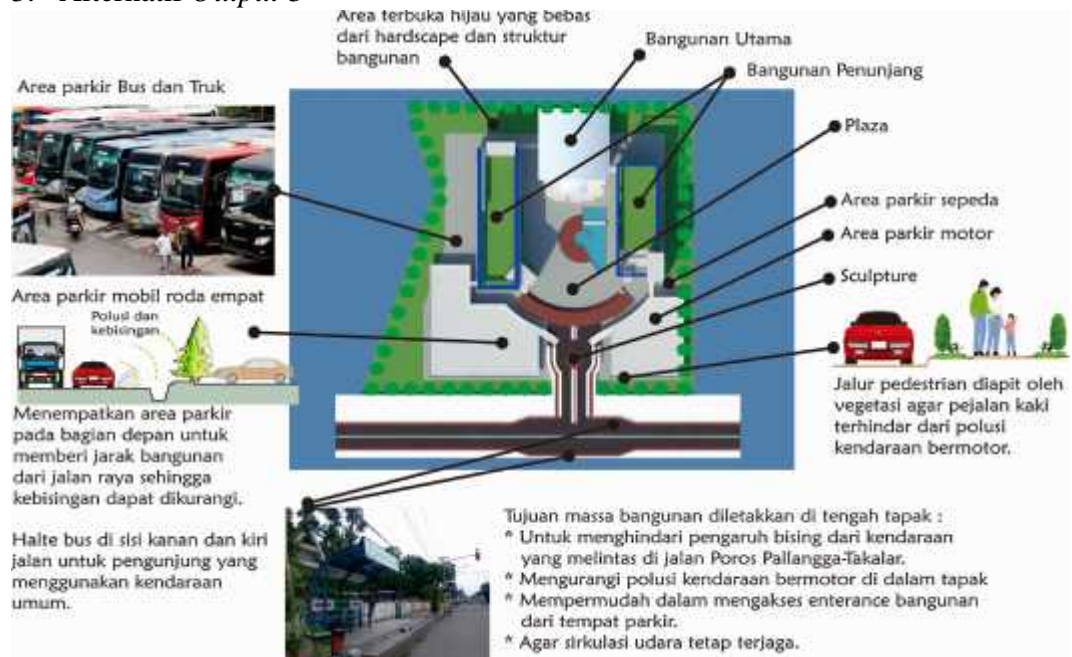 Area terbuka hijau yang bebas
dari hardscape dan struktur
bangunan
Bangunan Utama
Bangunan Penunjang
Area parkir Bus dan Truk
Plaza
Area parkir sepeda
Area parkir motor
Sculpture
Area parkir mobil roda empat
Polusi dan
kebisingan
Menempatkan area parkir
pada bagian depan untuk
memberi jarak bangunan
dari jalan raya sehingga
kebisingan dapat dikurangi.
Halte bus di sisi kanan dan kiri
jalan untuk pengunjung yang
menggunakan kendaraan
umum.
Jalur pedestrian diapit oleh
vegetasi agar pejalan kaki
terhindar dari polusi
kendaraan bermotor.
Tujuan massa bangunan diletakkan di tengah tapak :
* Untuk menghindari pengaruh bising dari kendaraan
yang melintas di jalan Poros Pallangga-Takalar.
* Mengurangi polusi kendaraan bermotor di dalam tapak
* Mempermudah dalam mengakses enterance bangunan
dari tempat parkir.
* Agar sirkulasi udara tetap terjaga.